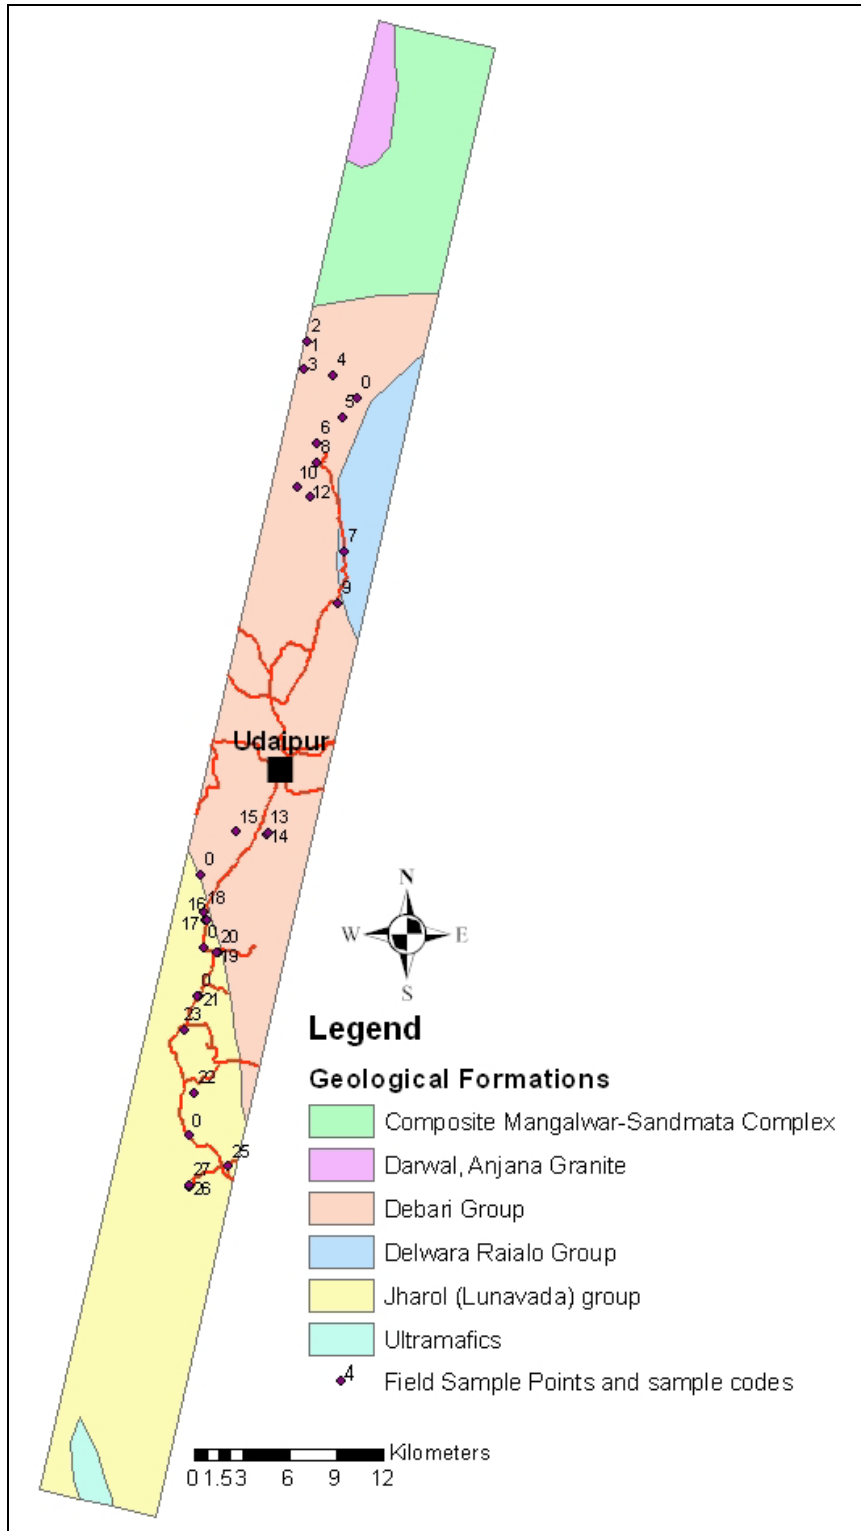 2
1
3
4
0
5
6
8
10
12
7
9
Udaipur
15
13
14
0
18
16
17
0
20
19
0
21
23
22
0
25
27
26
N
W E
S
Legend
Geological Formations
Composite Mangalwar-Sandmata Complex
Darwal, Anjana Granite
Debari Group
Delwara Raialo Group
Jharol (Lunavada) group
Ultramafics
4 Field Sample Points and sample codes
Kilometers
0 1.5 3 6 9 12